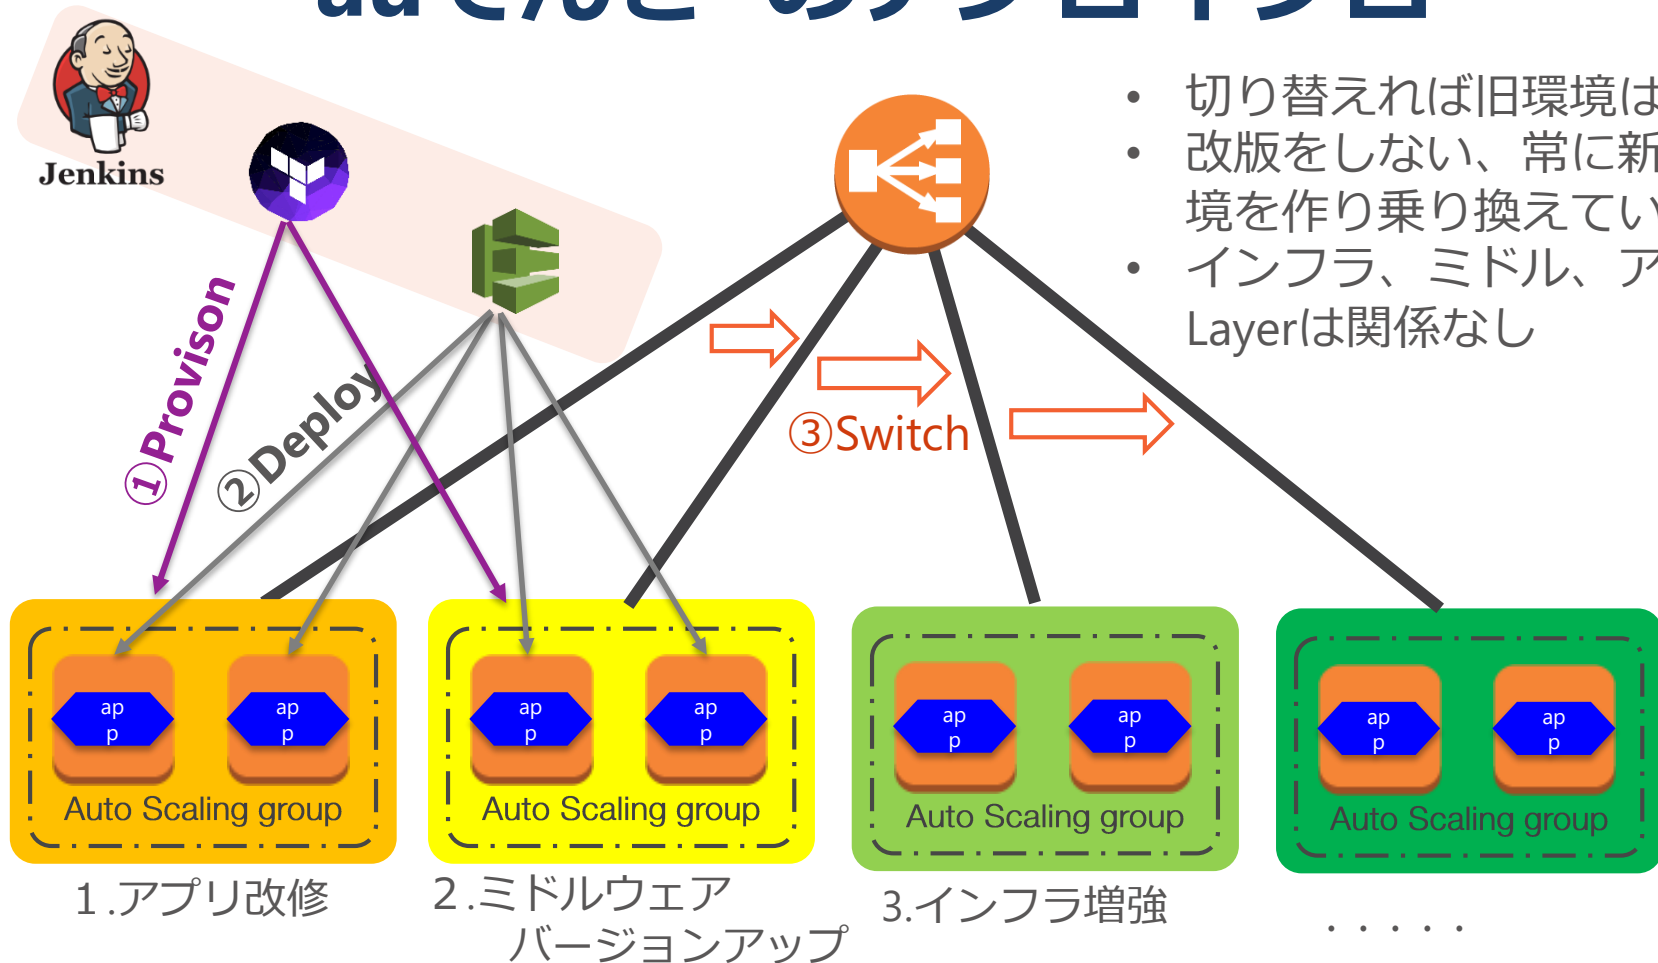 Jenkins
切り替えれば旧環境は
改版をしない、常に新
境を作り乗り換えてい
インフラ、ミドル、ア
Layerは関係なし
①Provison
②Deploy
③Switch
ap
p
ap
p
Auto Scaling group
ap
p
ap
p
Auto Scaling group
ap
p
ap
p
Auto Scaling group
ap
p
ap
p
Auto Scaling group
1.アプリ改修
2.ミドルウェア
バージョンアップ
3.インフラ増強
.....